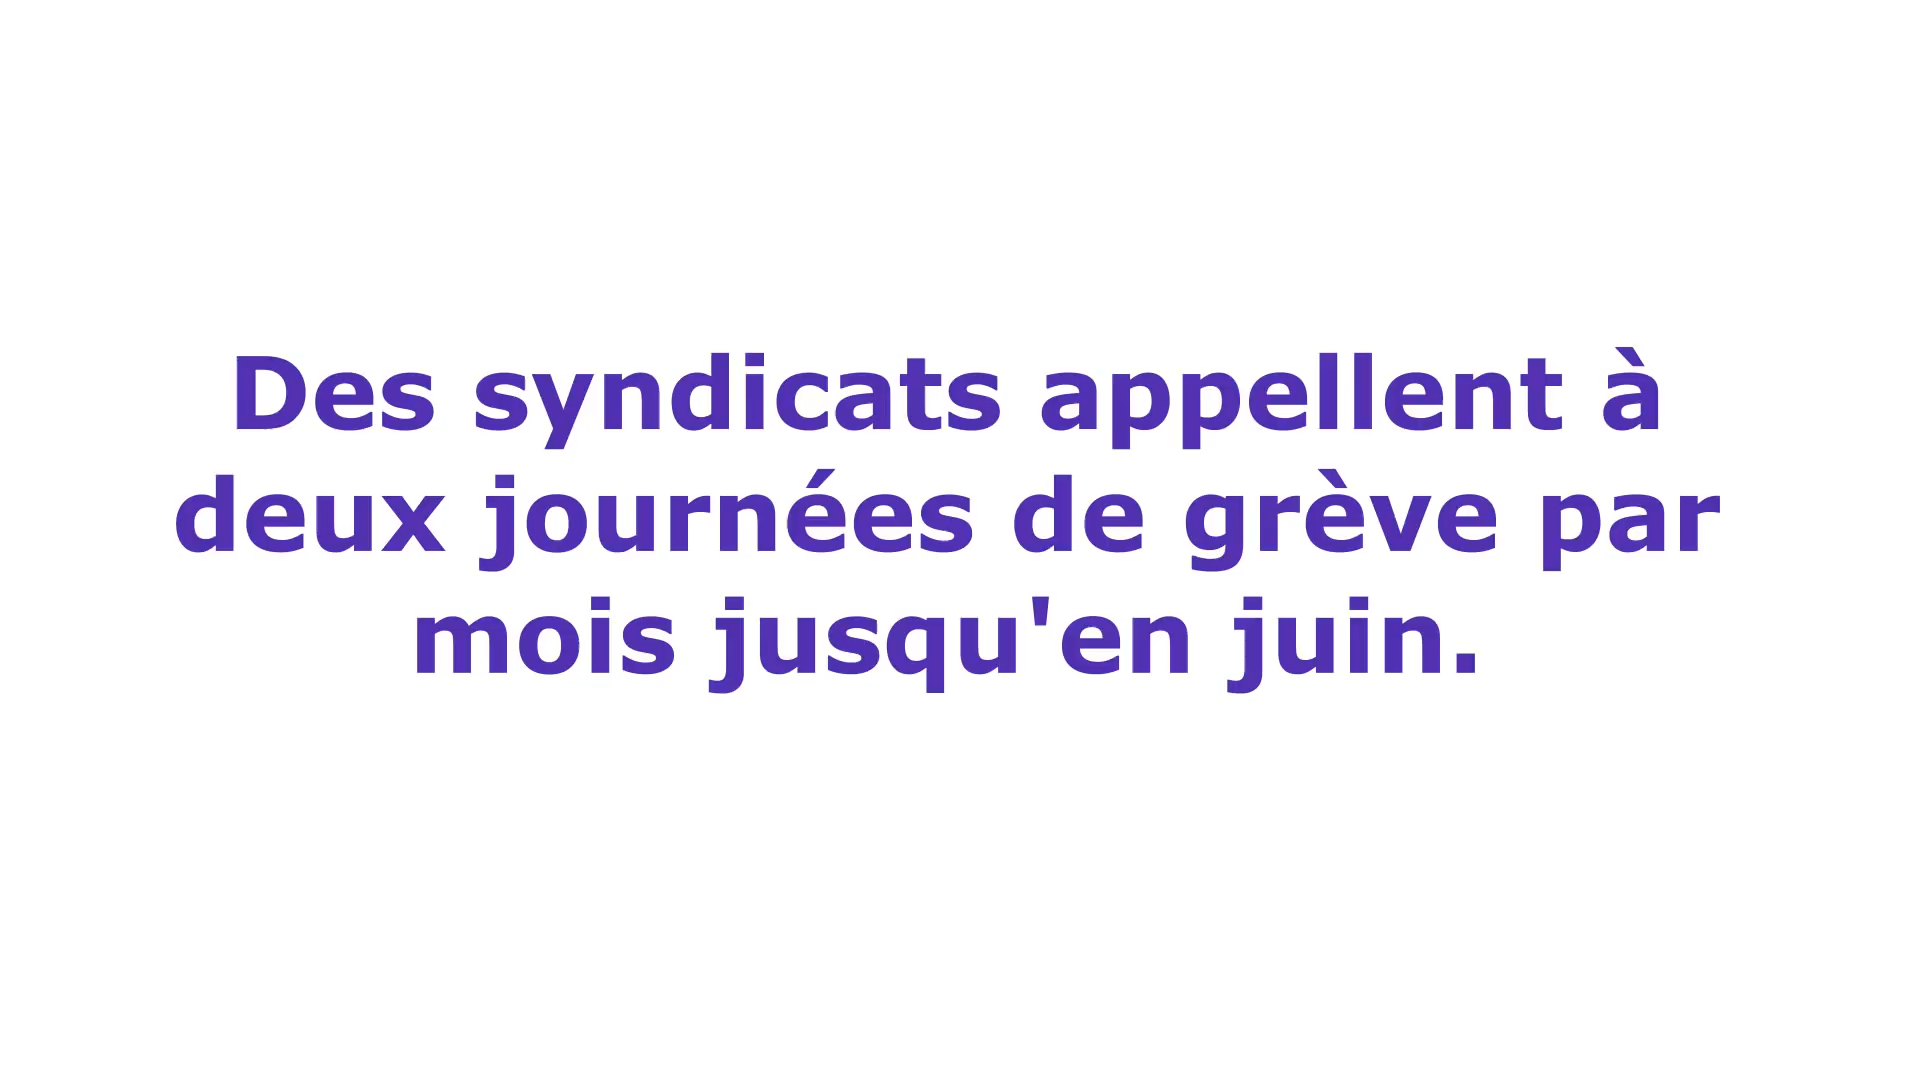 Des syndicats appellent à
deux journées de grève par
mois jusqu'en juin.